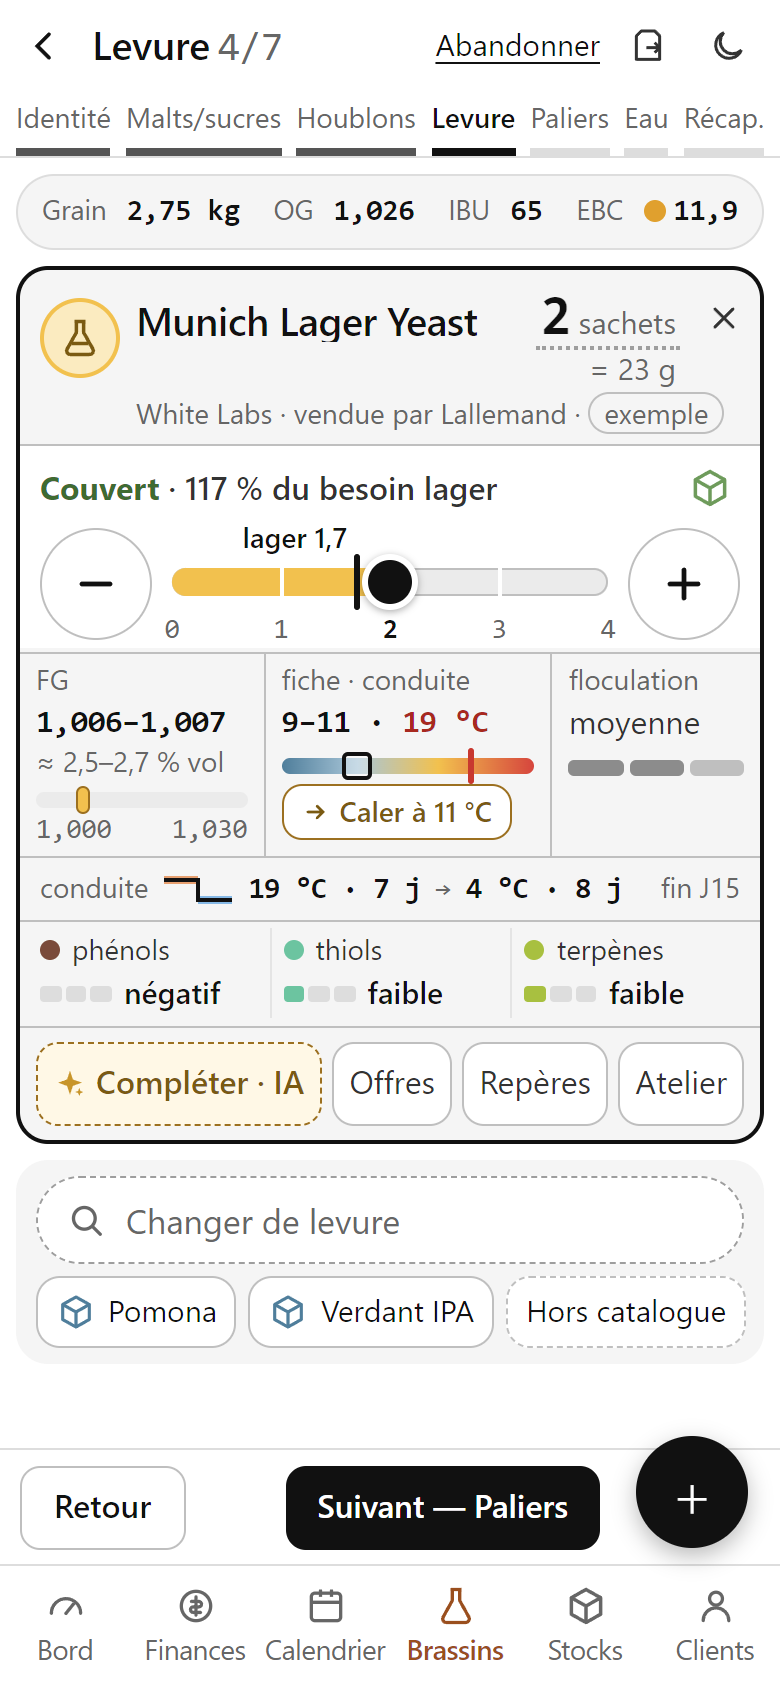 Levure 4/7 Abandonner
Identité Malts/sucres Houblons Levure Paliers Eau Récap.
Grain 2,75 kg OG 1,026 IBU 65 EBC 11,9
Munich Lager Yeast 2 sachets
= 23 g
White Labs · vendue par Lallemand · exemple
Couvert · 117 % du besoin lager
lager 1,7
0 1 2 3 4
FG fiche · conduite floculation
1,006–1,007 9–11 · 19 °C moyenne
≈ 2,5–2,7 % vol
→ Caler à 11 °C
1,000 1,030
conduite 19 °C · 7 j → 4 °C · 8 j fin J15
phénols thiols terpènes
négatif faible faible
Compléter · IA Offres Repères Atelier
Changer de levure
Pomona Verdant IPA Hors catalogue
Retour Suivant — Paliers
Bord Finances Calendrier Brassins Stocks Clients